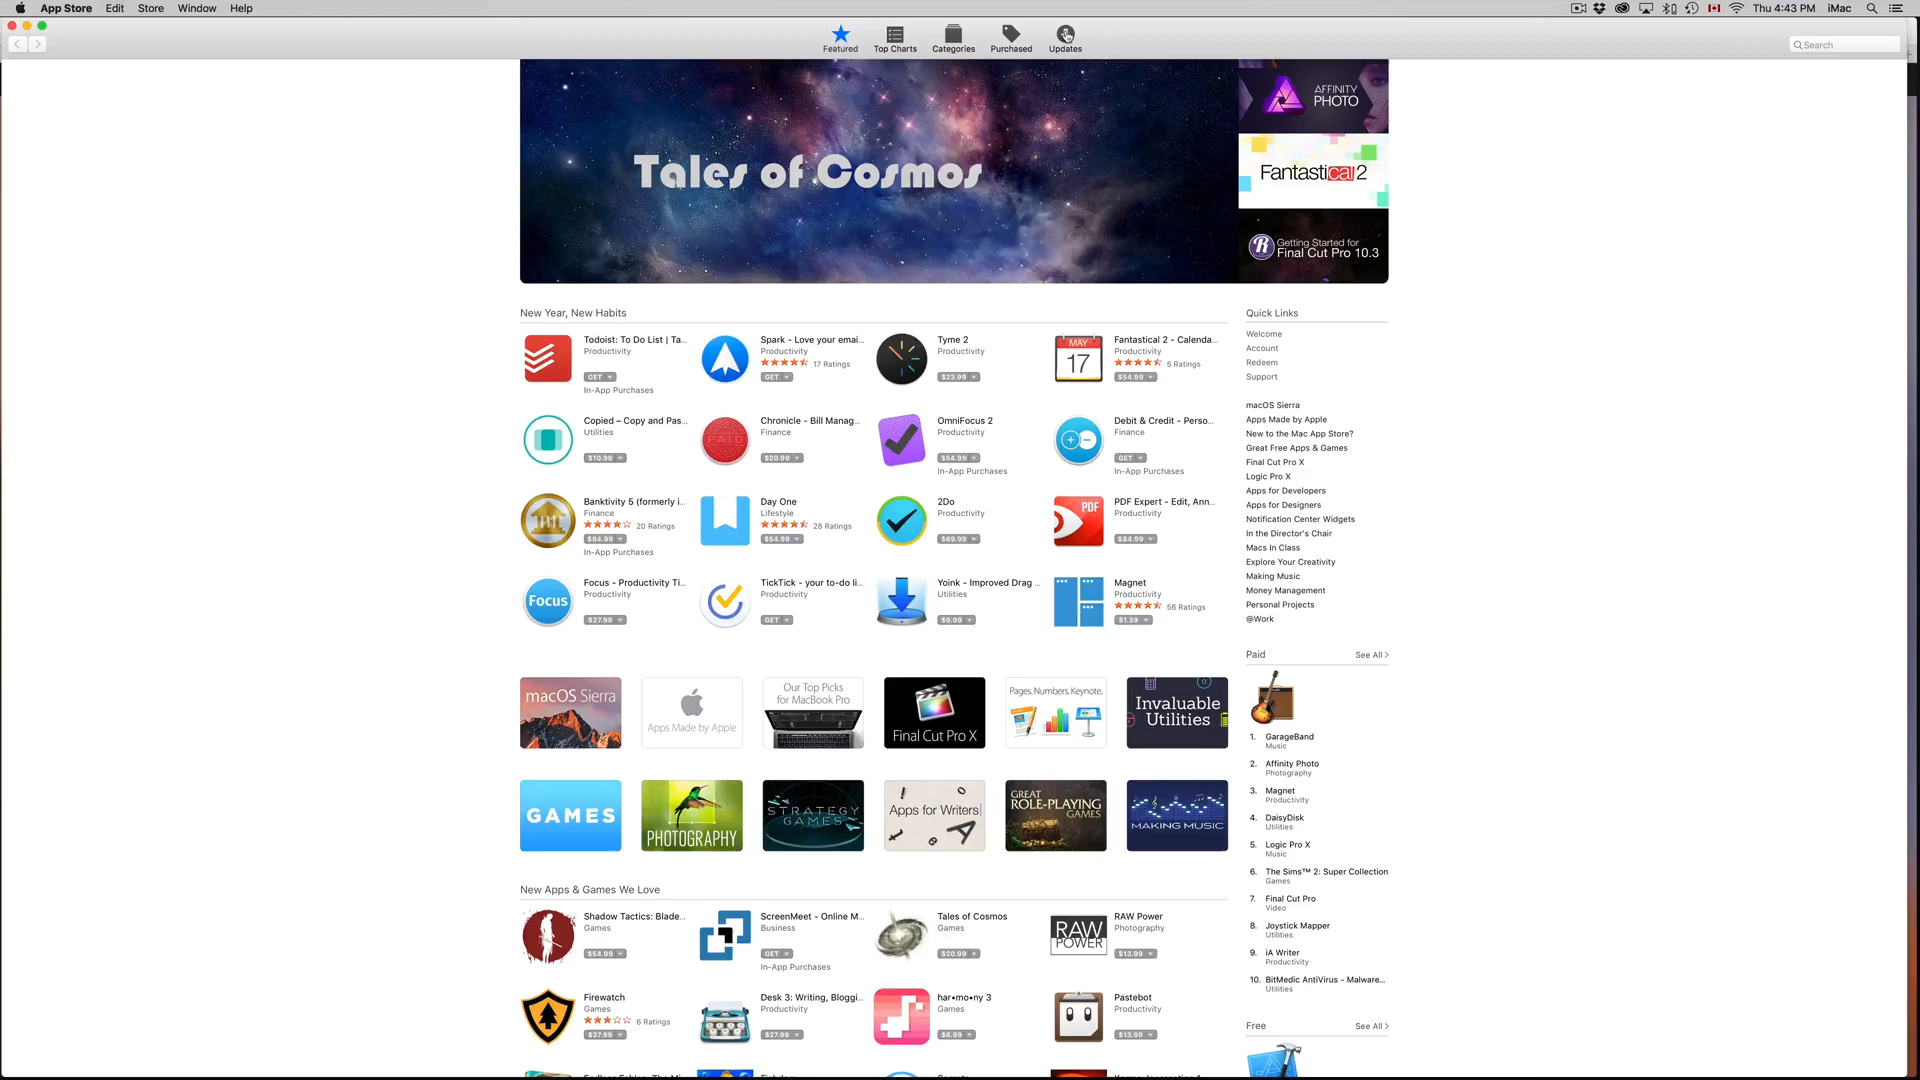 App Store Edit Store Window Help
Thu 4:43 PM iMac
Featured Top Charts Categories Purchased Updates
Search
Tales of Cosmos
AFFINITY
PHOTO
Fantastical 2
Getting Started for
Final Cut Pro 10.3
New Year, New Habits
Todoist: To Do List | Ta...
Productivity
GET
In-App Purchases
Spark - Love your emai...
Productivity
17 Ratings
GET
Tyme 2
Productivity
$23.99
MAY
17
Fantastical 2 - Calenda...
Productivity
5 Ratings
$54.99
Copied – Copy and Pas...
Utilities
$10.99
PAID
Chronicle - Bill Manag...
Finance
$20.99
OmniFocus 2
Productivity
$54.99
In-App Purchases
Debit & Credit - Perso...
Finance
GET
In-App Purchases
Banktivity 5 (formerly i...
Finance
20 Ratings
$84.99
In-App Purchases
Day One
Lifestyle
28 Ratings
$54.99
2Do
Productivity
$69.99
PDF
PDF Expert - Edit, Ann...
Productivity
$84.99
Focus
Focus - Productivity Ti...
Productivity
$27.99
TickTick - your to-do li...
Productivity
GET
Yoink - Improved Drag ...
Utilities
$9.99
Magnet
Productivity
56 Ratings
$1.39
macOS Sierra
Apps Made by Apple
Our Top Picks
for MacBook Pro
Final Cut Pro X
Pages, Numbers, Keynote.
Invaluable
Utilities
GAMES
PHOTOGRAPHY
STRATEGY
GAMES
Apps for Writers
GREAT
ROLE-PLAYING
GAMES
MAKING MUSIC
New Apps & Games We Love
Shadow Tactics: Blade...
Games
$54.99
ScreenMeet - Online M...
Business
GET
In-App Purchases
Tales of Cosmos
Games
$20.99
RAW
POWER
RAW Power
Photography
$13.99
Firewatch
Games
6 Ratings
$27.99
Desk 3: Writing, Bloggi...
Productivity
$27.99
har•mo•ny 3
Games
$6.99
Pastebot
Productivity
$13.99
Quick Links
Welcome
Account
Redeem
Support
macOS Sierra
Apps Made by Apple
New to the Mac App Store?
Great Free Apps & Games
Final Cut Pro X
Logic Pro X
Apps for Developers
Apps for Designers
Notification Center Widgets
In the Director's Chair
Macs In Class
Explore Your Creativity
Making Music
Money Management
Personal Projects
@Work
Paid See All >
1. GarageBand
Music
2. Affinity Photo
Photography
3. Magnet
Productivity
4. DaisyDisk
Utilities
5. Logic Pro X
Music
6. The Sims™ 2: Super Collection
Games
7. Final Cut Pro
Video
8. Joystick Mapper
Utilities
9. iA Writer
Productivity
10. BitMedic AntiVirus - Malware...
Utilities
Free See All >